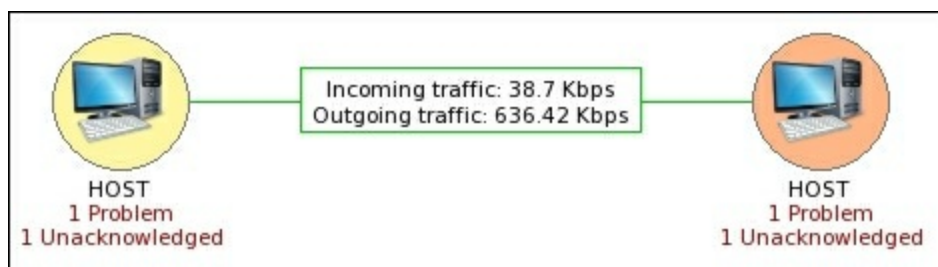 Incoming traffic: 38.7 Kbps
Outgoing traffic: 636.42 Kbps
HOST
1 Problem
1 Unacknowledged
HOST
1 Problem
1 Unacknowledged